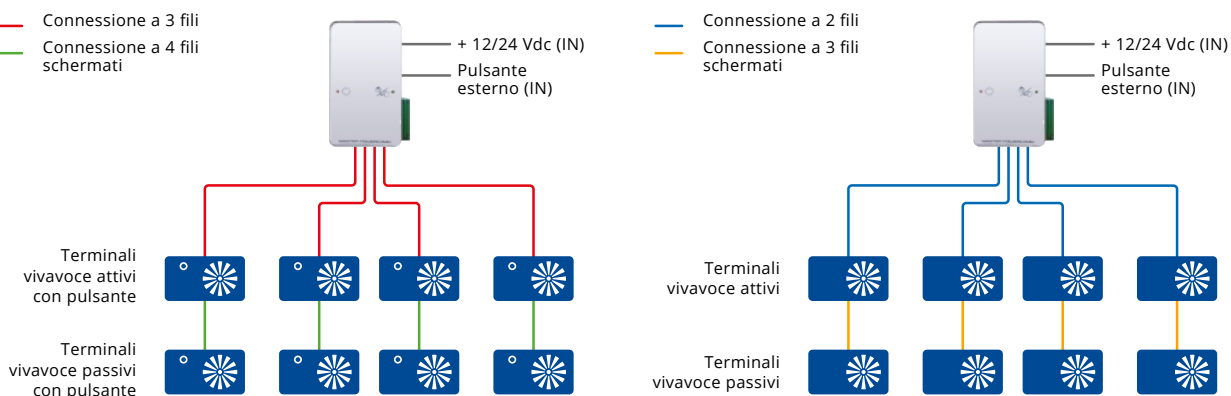 Connessione a 3 fili
Connessione a 4 fili
schermati
+ 12/24 Vdc (IN)
Pulsante
esterno (IN)
Terminali
vivavoce attivi
con pulsante
Terminali
vivavoce passivi
con pulsante
Connessione a 2 fili
Connessione a 3 fili
schermati
+ 12/24 Vdc (IN)
Pulsante
esterno (IN)
Terminali
vivavoce attivi
Terminali
vivavoce passivi